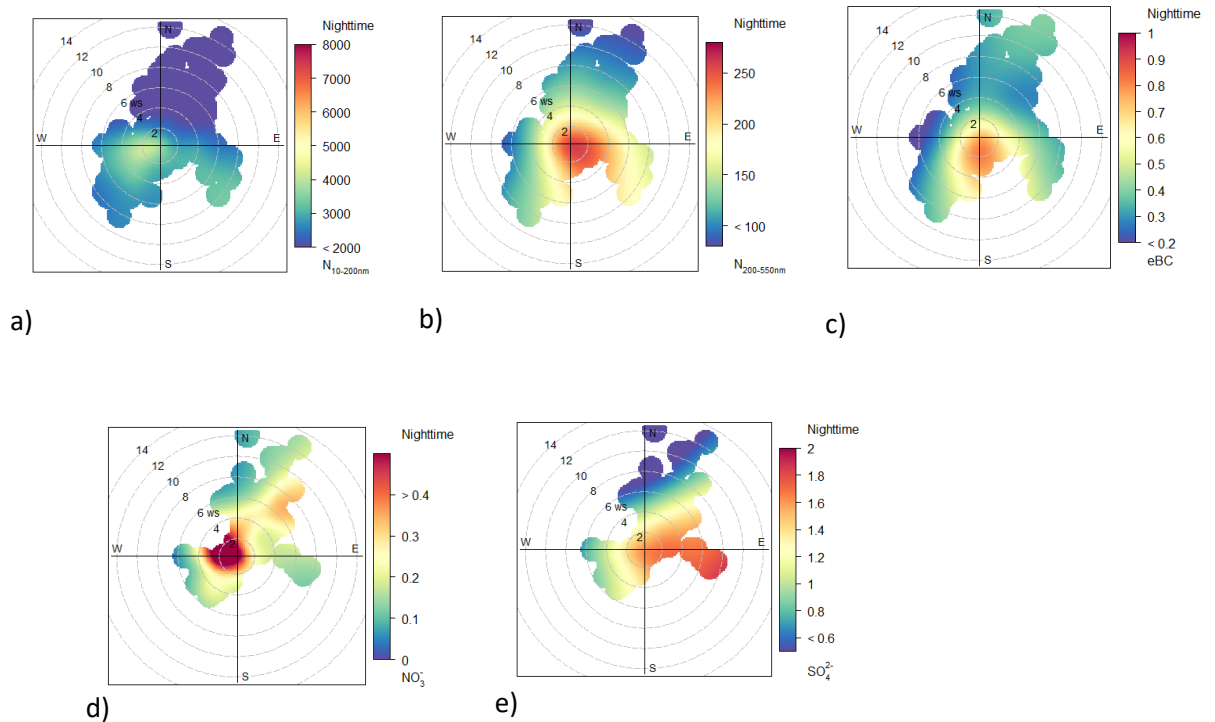 Nighttime
N
14
12
10
8
6 ws
4
2
W
E
S
8000
7000
6000
5000
4000
3000
< 2000
N10-200nm
a)
Nighttime
N
14
12
10
8
6 ws
4
2
W
E
S
250
200
150
< 100
N200-550nm
b)
Nighttime
N
14
12
10
8
6 ws
4
2
W
E
S
1
0.9
0.8
0.7
0.6
0.5
0.4
0.3
< 0.2
eBC
c)
Nighttime
N
14
12
10
8
6 ws
4
2
W
E
S
> 0.4
0.3
0.2
0.1
0
NO3-
d)
Nighttime
N
14
12
10
8
6 ws
4
2
W
E
S
2
1.8
1.6
1.4
1.2
1
0.8
< 0.6
SO4 2-
e)